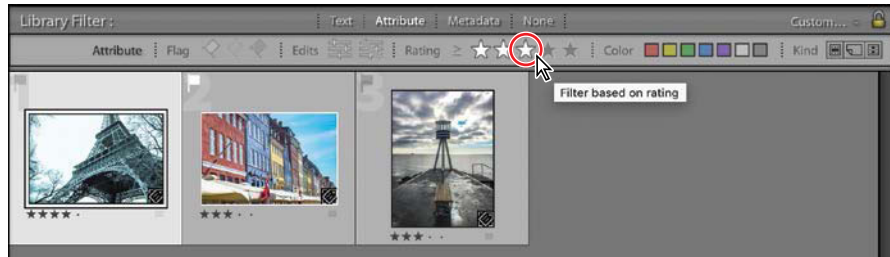 Library Filter : Text Attribute Metadata None Custom...
Attribute Flag Edits Rating ≥ Color Kind
Filter based on rating
1 2 3